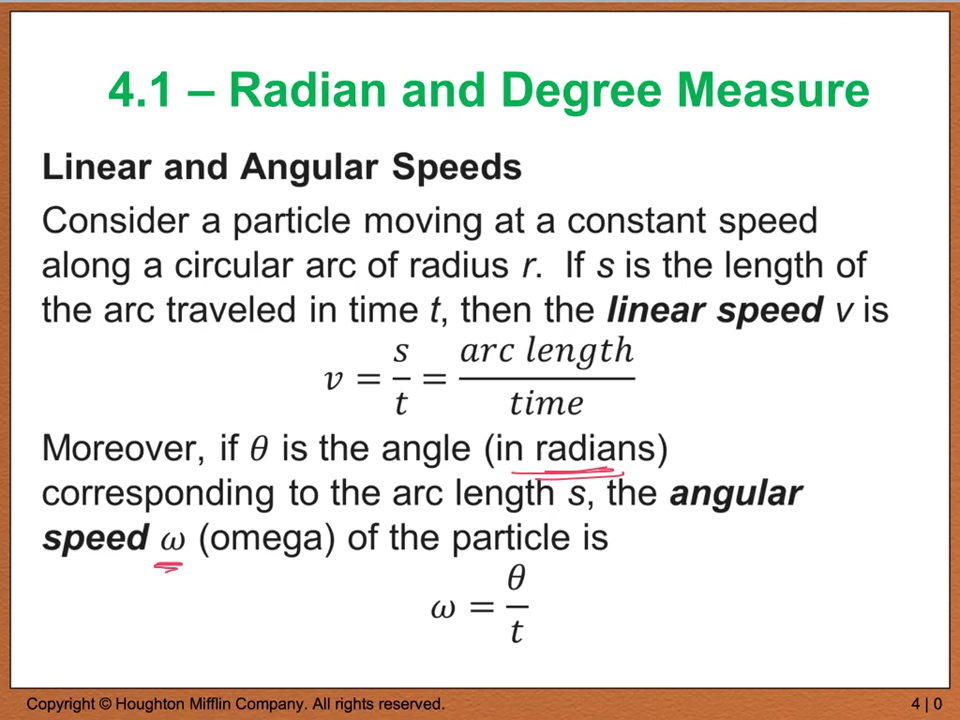 4.1 – Radian and Degree Measure
Linear and Angular Speeds
Consider a particle moving at a constant speed
along a circular arc of radius r. If s is the length of
the arc traveled in time t, then the linear speed v is
v = s/t = arc length/time
Moreover, if θ is the angle (in radians)
corresponding to the arc length s, the angular
speed ω (omega) of the particle is
ω = θ/t
Copyright © Houghton Mifflin Company. All rights reserved.
4 | 0